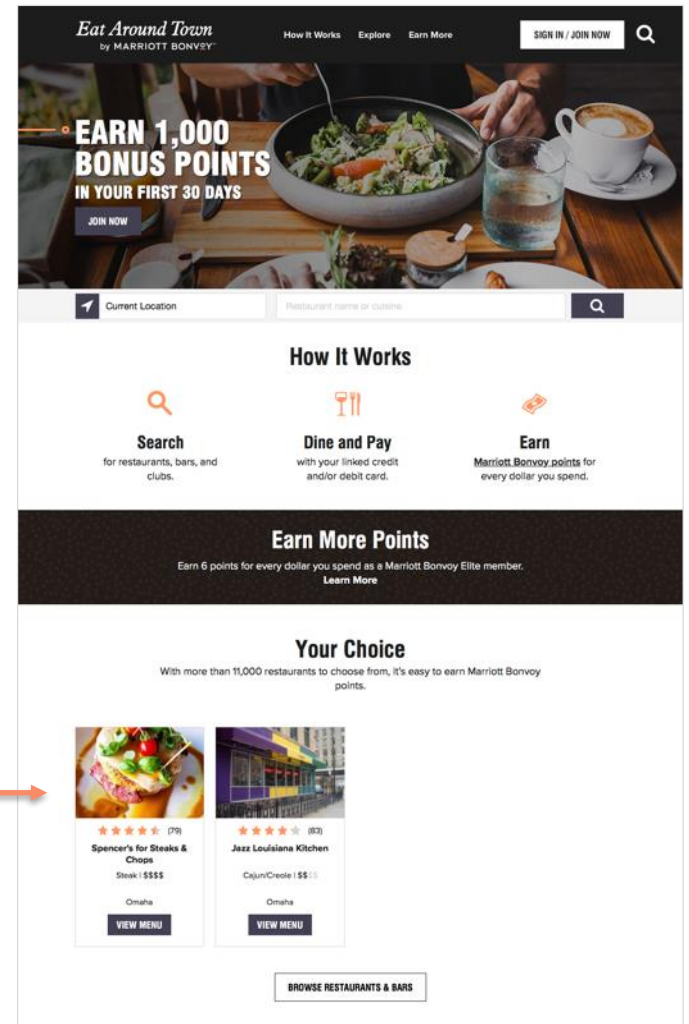 Eat Around Town
by MARRIOTT BONVOY
How It Works Explore Earn More
SIGN IN / JOIN NOW
EARN 1,000
BONUS POINTS
IN YOUR FIRST 30 DAYS
JOIN NOW
Current Location
Restaurant name or cuisine
How It Works
Search
for restaurants, bars, and
clubs.
Dine and Pay
with your linked credit
and/or debit card.
Earn
Marriott Bonvoy points for
every dollar you spend.
Earn More Points
Earn 6 points for every dollar you spend as a Marriott Bonvoy Elite member.
Learn More
Your Choice
With more than 11,000 restaurants to choose from, it's easy to earn Marriott Bonvoy
points.
(79)
Spencer's for Steaks &
Chops
Steak | $$$$
Omaha
VIEW MENU
(83)
Jazz Louisiana Kitchen
Cajun/Creole | $$$$
Omaha
VIEW MENU
BROWSE RESTAURANTS & BARS